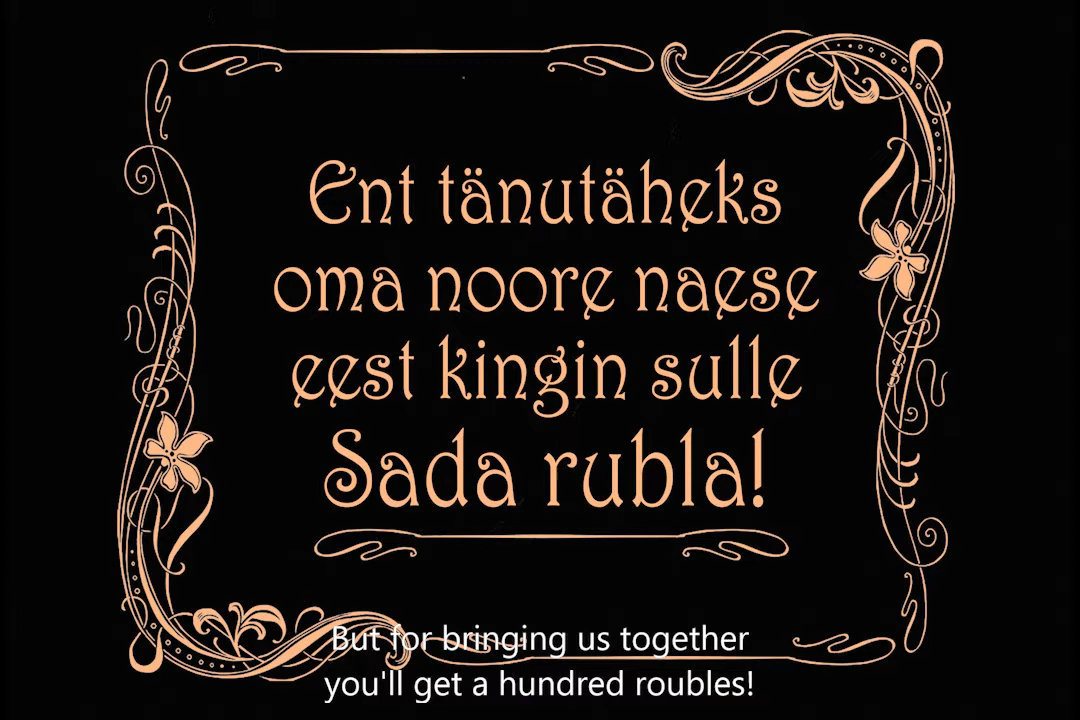 Ent tänutäheks
oma noore naese
eest kingin sulle
Sada rubla!
But for bringing us together
you'll get a hundred roubles!